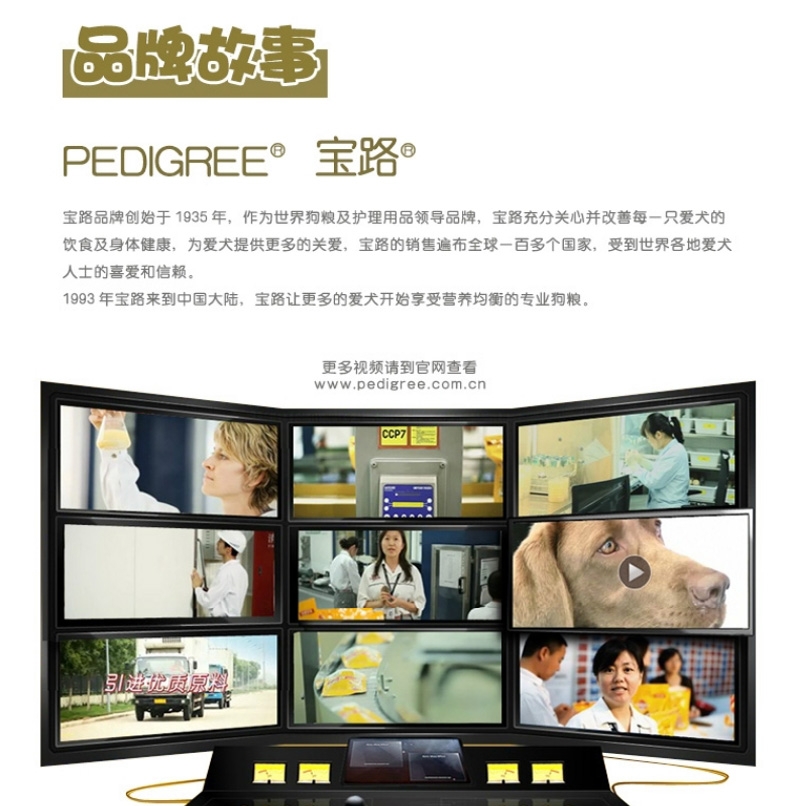 品牌故事
PEDIGREE® 宝路®
宝路品牌创始于 1935 年，作为世界狗粮及护理用品领导品牌，宝路充分关心并改善每一只爱犬的
饮食及身体健康，为爱犬提供更多的关爱，宝路的销售遍布全球一百多个国家，受到世界各地爱犬
人士的喜爱和信赖。
1993 年宝路来到中国大陆，宝路让更多的爱犬开始享受营养均衡的专业狗粮。
更多视频请到官网查看
www.pedigree.com.cn
CCP7
引进优质原料